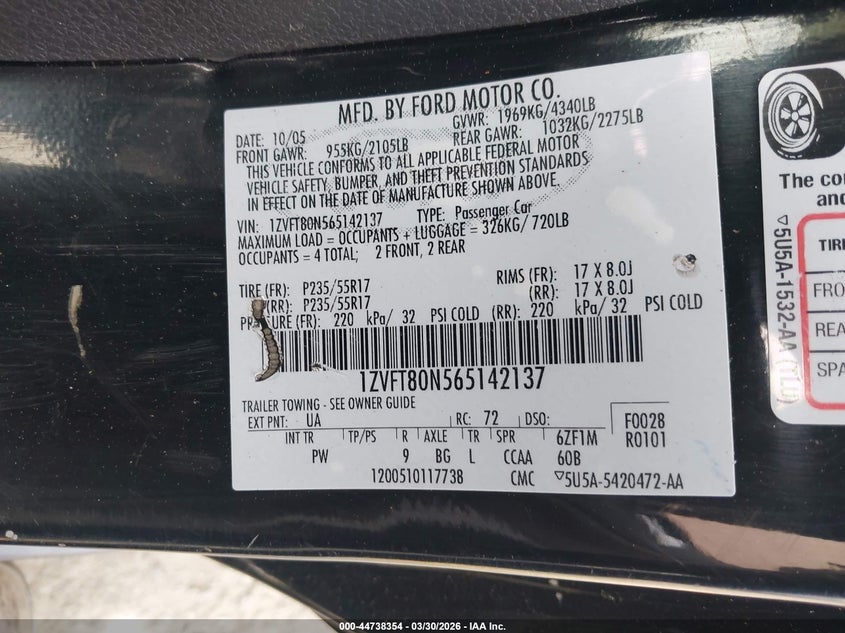 MFD. BY FORD MOTOR CO.
DATE: 10/05 GVWR: 1969KG/4340LB
FRONT GAWR: 955KG/2105LB REAR GAWR: 1032KG/2275LB
THIS VEHICLE CONFORMS TO ALL APPLICABLE FEDERAL MOTOR
VEHICLE SAFETY, BUMPER, AND THEFT PREVENTION STANDARDS
IN EFFECT ON THE DATE OF MANUFACTURE SHOWN ABOVE.
VIN: 1ZVFT80N565142137 TYPE: Passenger Car
MAXIMUM LOAD = OCCUPANTS + LUGGAGE = 326KG/ 720LB
OCCUPANTS = 4 TOTAL; 2 FRONT, 2 REAR
TIRE (FR): P235/55R17 RIMS (FR): 17 X 8.0J
(RR): P235/55R17 (RR): 17 X 8.0J
PRESSURE (FR): 220 kPa/ 32 PSI COLD (RR): 220 kPa/ 32 PSI COLD
1ZVFT80N565142137
TRAILER TOWING - SEE OWNER GUIDE
EXT PNT: UA RC: 72 DSO: F0028
INT TR TP/PS R AXLE TR SPR 6ZF1M R0101
PW 9 BG L CCAA 60B
1200510117738 CMC ▽5U5A-5420472-AA
The
and
TIRE
FRO
REA
SPA
▽5U5A-1532-AA
000-44738354 — 03/30/2026 — IAA Inc.